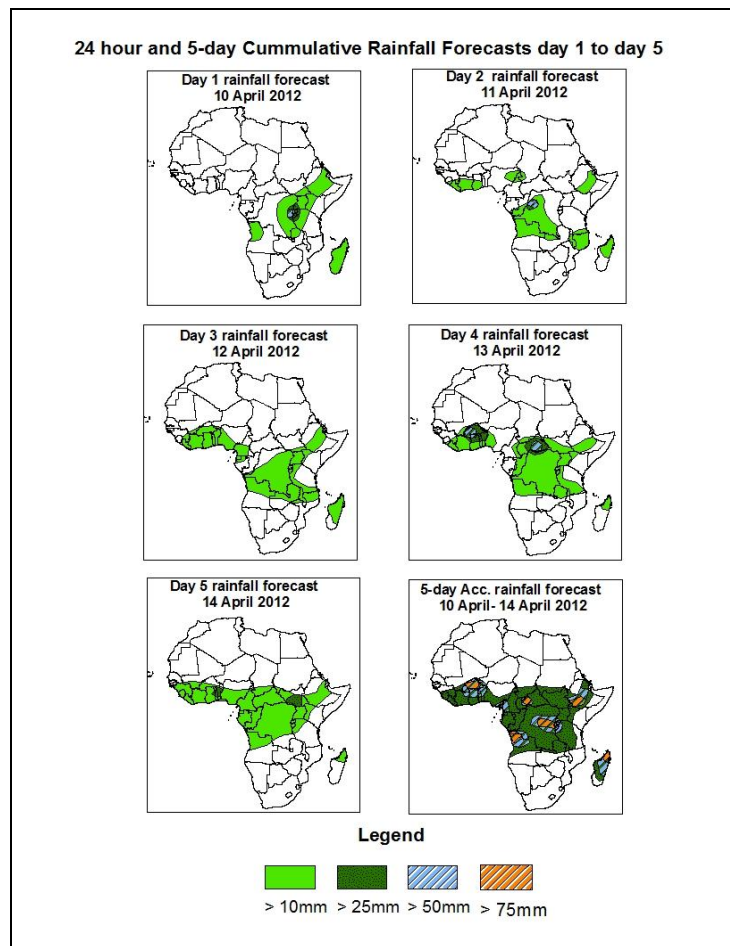 24 hour and 5-day Cummulative Rainfall Forecasts day 1 to day 5
Day 1 rainfall forecast
10 April 2012
Day 2 rainfall forecast
11 April 2012
Day 3 rainfall forecast
12 April 2012
Day 4 rainfall forecast
13 April 2012
Day 5 rainfall forecast
14 April 2012
5-day Acc. rainfall forecast
10 April- 14 April 2012
Legend
> 10mm > 25mm > 50mm > 75mm